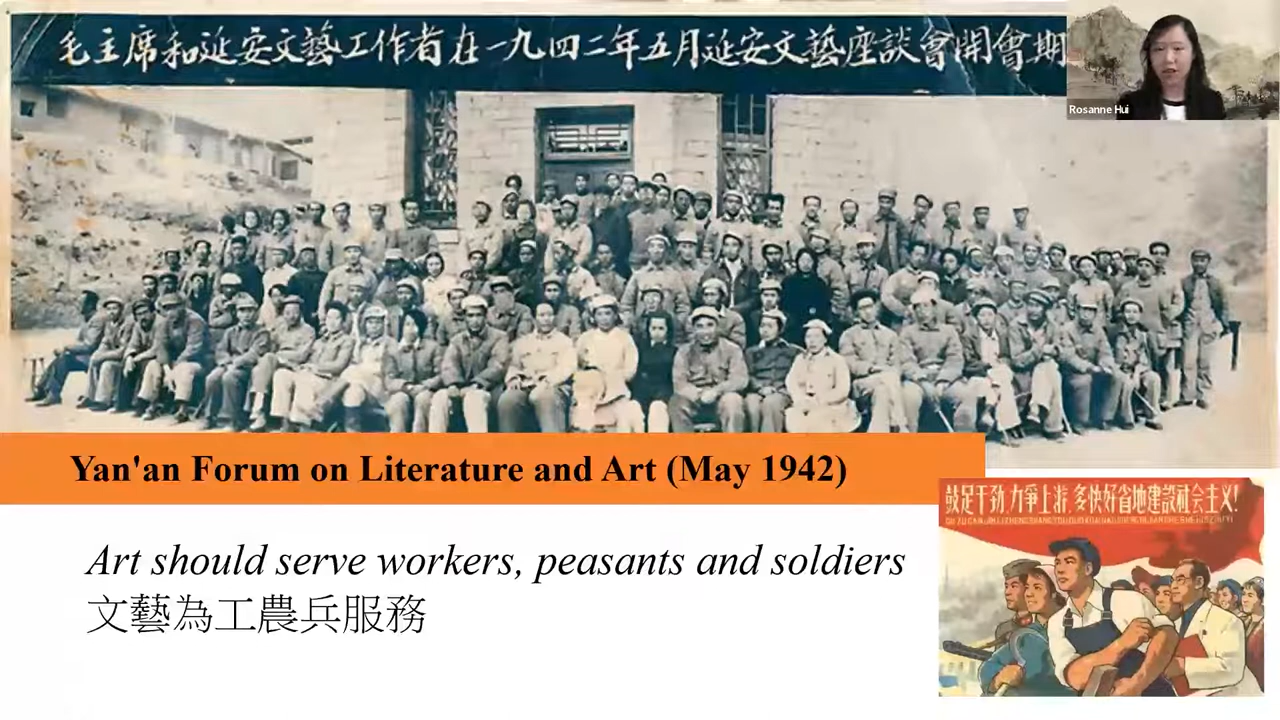 毛主席和延安文藝工作者在一九四二年五月延安文藝座談會開會期
Rosanne Hui
Yan'an Forum on Literature and Art (May 1942)
鼓足干劲、力爭上游、多快好省地建設社会主义!
Art should serve workers, peasants and soldiers
文藝為工農兵服務